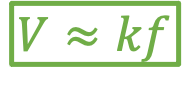 V ≈ kf